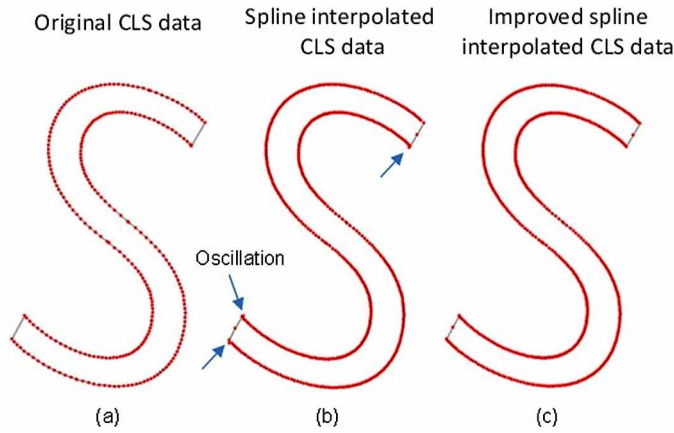 Original CLS data
Spline interpolated
CLS data
Improved spline
interpolated CLS data
Oscillation
(a)
(b)
(c)